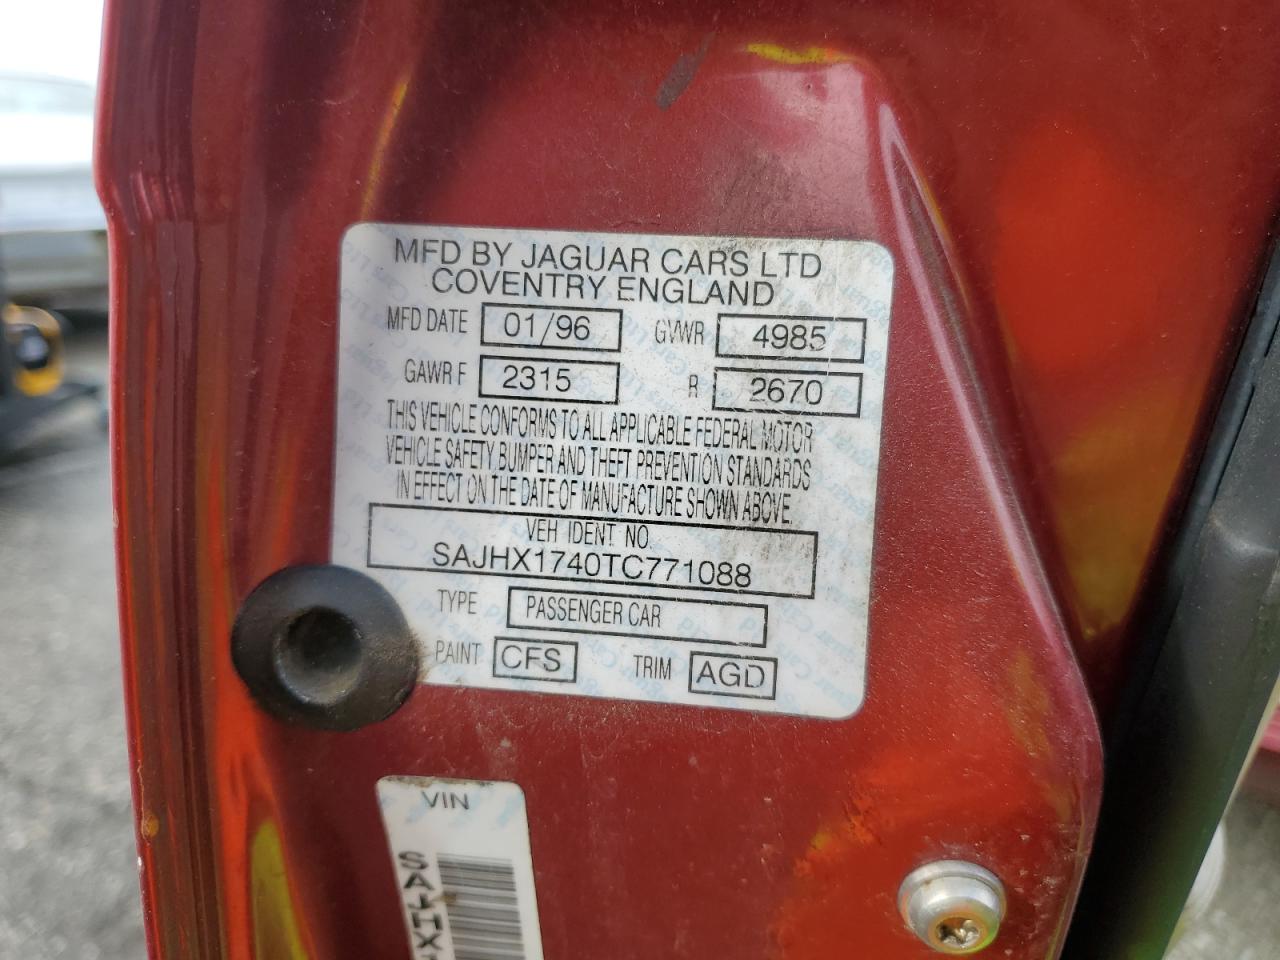 MFD BY JAGUAR CARS LTD
COVENTRY ENGLAND
MFD DATE 01/96 GVWR 4985
GAWR F 2315 R 2670
THIS VEHICLE CONFORMS TO ALL APPLICABLE FEDERAL MOTOR
VEHICLE SAFETY BUMPER AND THEFT PREVENTION STANDARDS
IN EFFECT ON THE DATE OF MANUFACTURE SHOWN ABOVE.
VEH IDENT NO.
SAJHX1740TC771088
TYPE PASSENGER CAR
PAINT CFS TRIM AGD
VIN
SAJHX